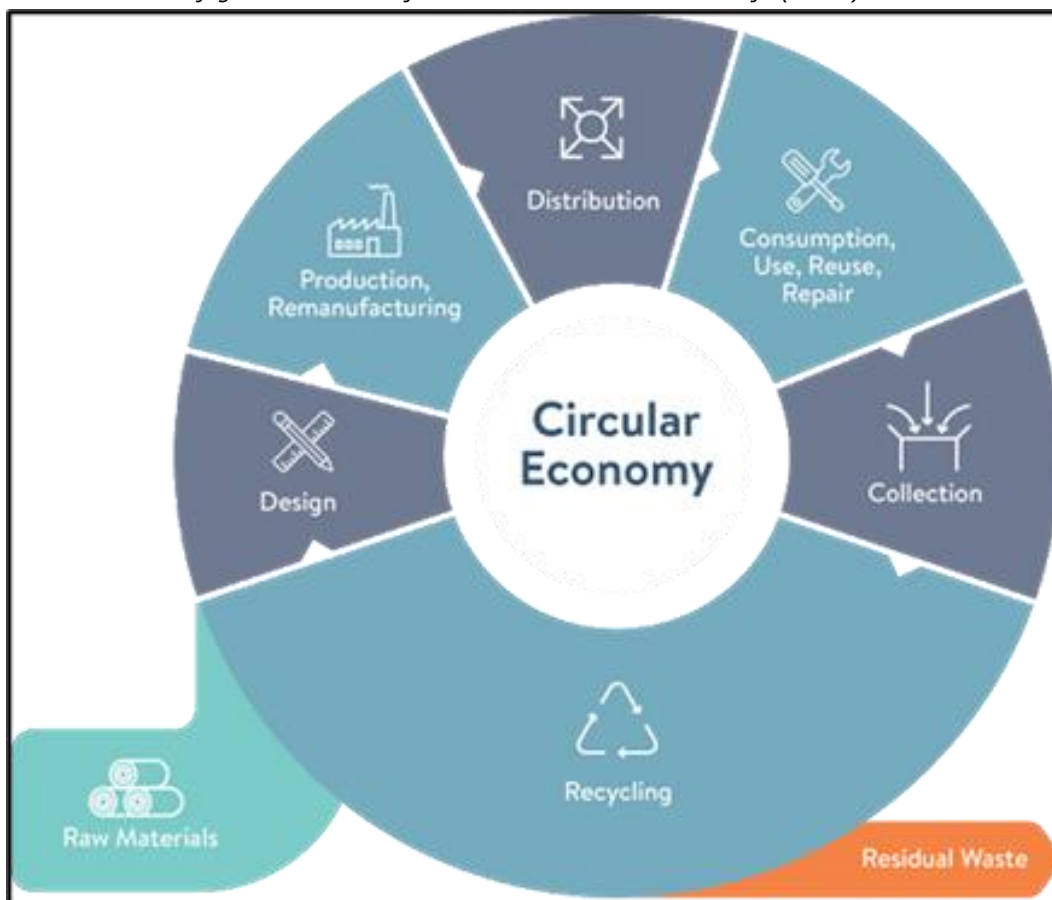 Distribution
Consumption,
Use, Reuse,
Repair
Production,
Remanufacturing
Circular
Economy
Design
Collection
Recycling
Raw Materials
Residual Waste